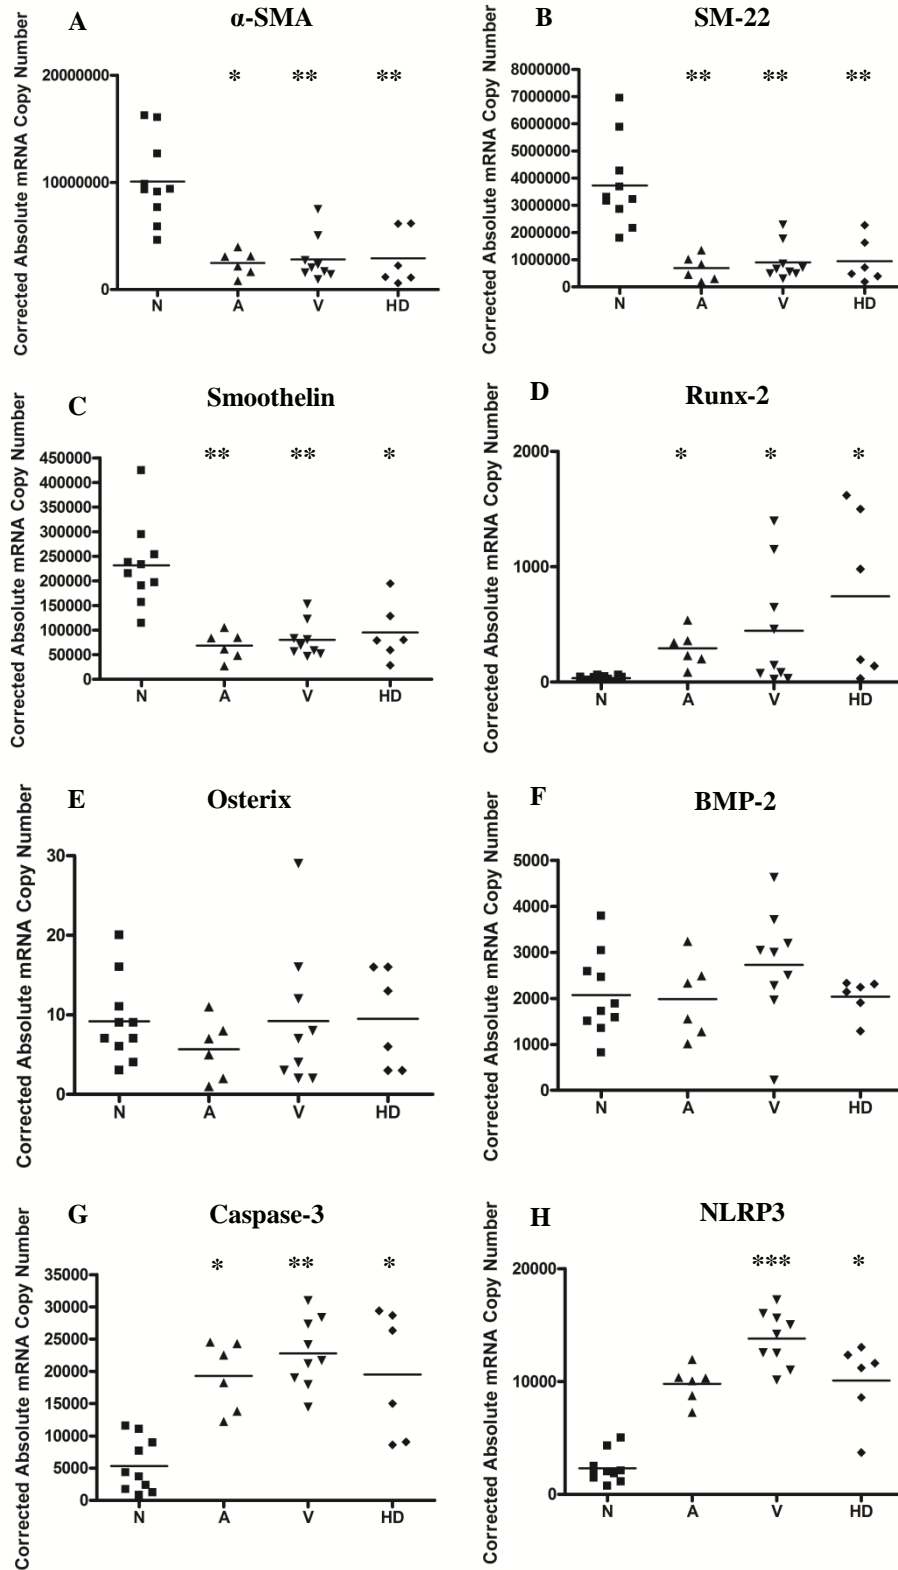 A α-SMA
* ** **
Corrected Absolute mRNA Copy Number
20000000
10000000
0
N A V HD
B SM-22
** ** **
Corrected Absolute mRNA Copy Number
8000000
7000000
6000000
5000000
4000000
3000000
2000000
1000000
0
N A V HD
C Smoothelin
** ** *
Corrected Absolute mRNA Copy Number
450000
400000
350000
300000
250000
200000
150000
100000
50000
0
N A V HD
D Runx-2
* * *
Corrected Absolute mRNA Copy Number
2000
1000
0
N A V HD
E Osterix
Corrected Absolute mRNA Copy Number
30
20
10
0
N A V HD
F BMP-2
Corrected Absolute mRNA Copy Number
5000
4000
3000
2000
1000
0
N A V HD
G Caspase-3
* ** *
Corrected Absolute mRNA Copy Number
35000
30000
25000
20000
15000
10000
5000
0
N A V HD
H NLRP3
*** *
Corrected Absolute mRNA Copy Number
20000
10000
0
N A V HD